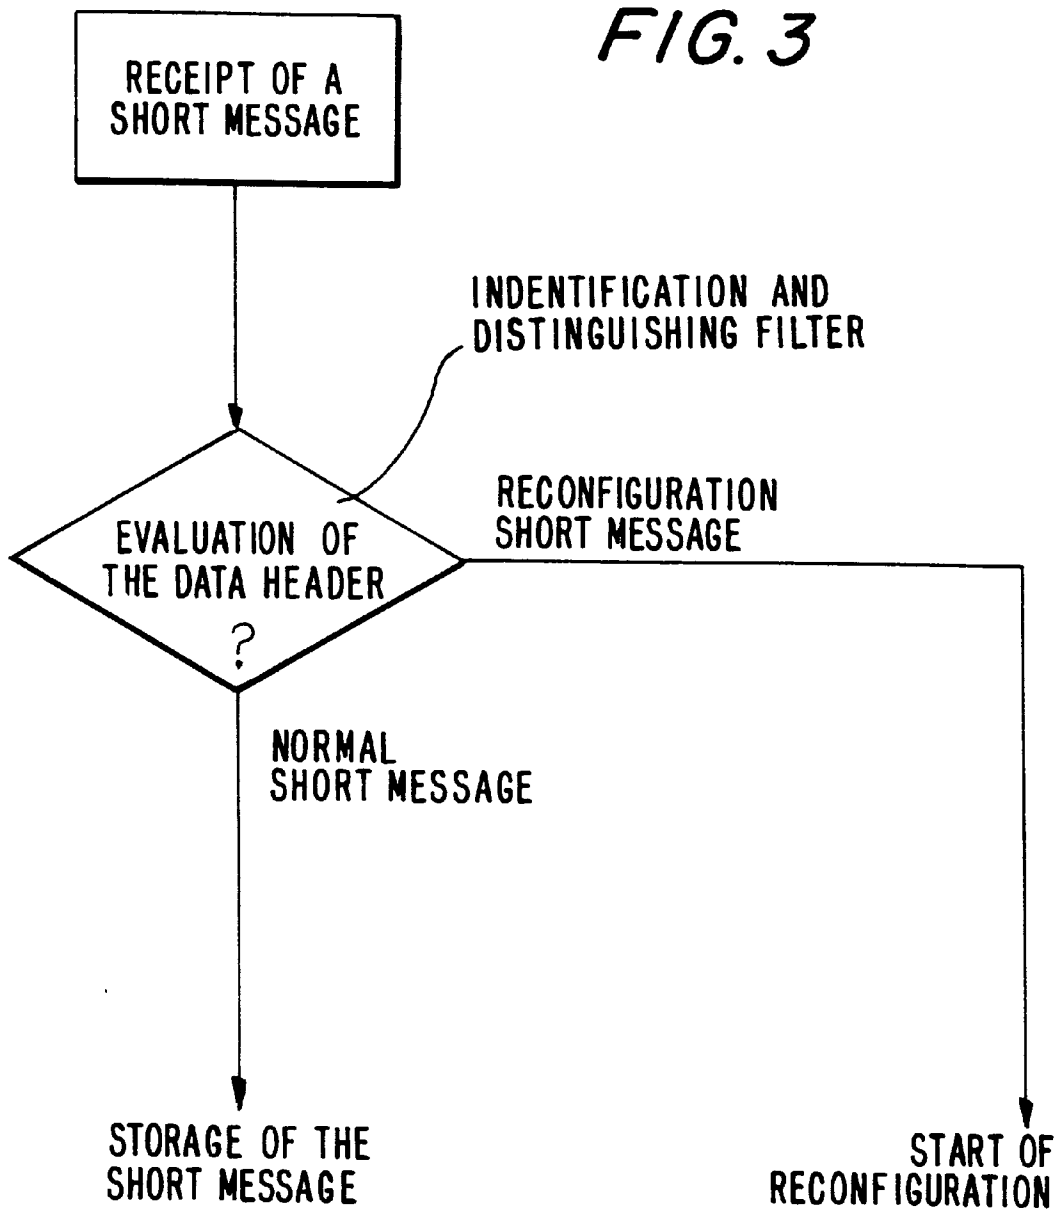 FIG. 3
RECEIPT OF A
SHORT MESSAGE
INDENTIFICATION AND
DISTINGUISHING FILTER
RECONFIGURATION
SHORT MESSAGE
EVALUATION OF
THE DATA HEADER
?
NORMAL
SHORT MESSAGE
STORAGE OF THE
SHORT MESSAGE
START OF
RECONFIGURATION